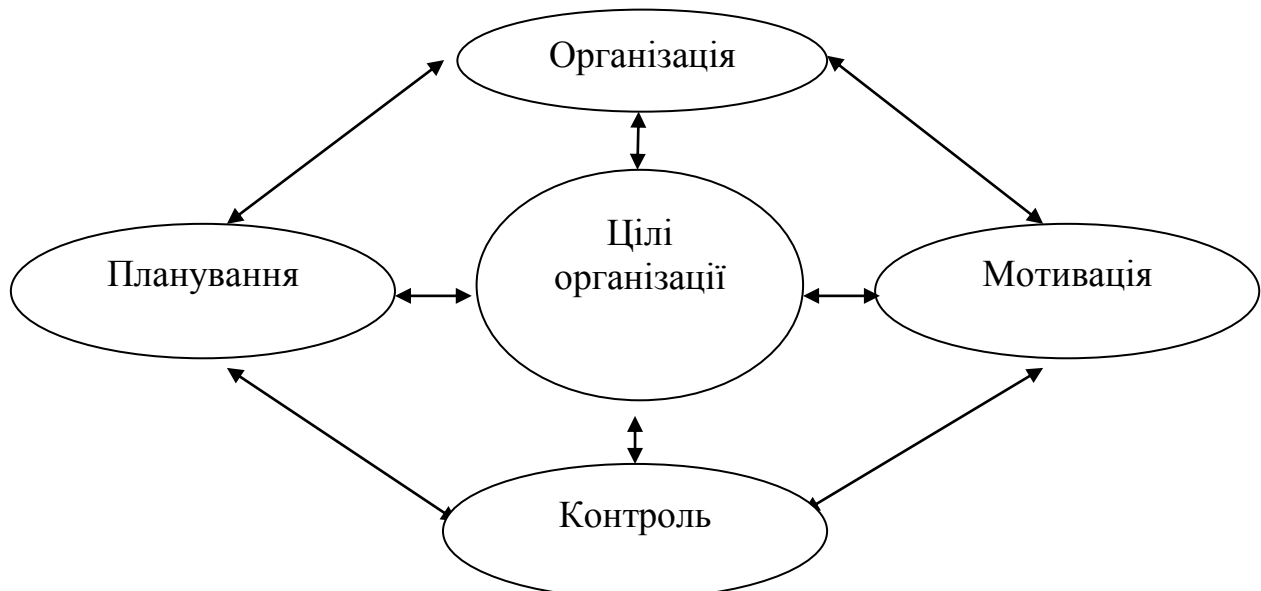 Організація
Цілі
організації
Планування
Мотивація
Контроль